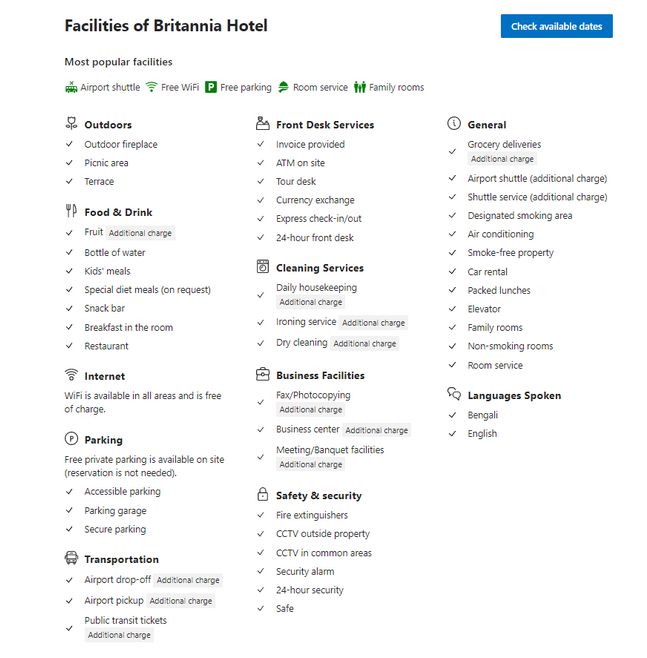 Facilities of Britannia Hotel
Check available dates
Most popular facilities
Airport shuttle Free WiFi P Free parking Room service Family rooms
Outdoors
Outdoor fireplace
Picnic area
Terrace
Food & Drink
Fruit Additional charge
Bottle of water
Kids' meals
Special diet meals (on request)
Snack bar
Breakfast in the room
Restaurant
Internet
WiFi is available in all areas and is free
of charge.
P Parking
Free private parking is available on site
(reservation is not needed).
Accessible parking
Parking garage
Secure parking
Transportation
Airport drop-off Additional charge
Airport pickup Additional charge
Public transit tickets
Additional charge
Front Desk Services
Invoice provided
ATM on site
Tour desk
Currency exchange
Express check-in/out
24-hour front desk
Cleaning Services
Daily housekeeping
Additional charge
Ironing service Additional charge
Dry cleaning Additional charge
Business Facilities
Fax/Photocopying
Additional charge
Business center Additional charge
Meeting/Banquet facilities
Additional charge
Safety & security
Fire extinguishers
CCTV outside property
CCTV in common areas
Security alarm
24-hour security
Safe
General
Grocery deliveries
Additional charge
Airport shuttle (additional charge)
Shuttle service (additional charge)
Designated smoking area
Air conditioning
Smoke-free property
Car rental
Packed lunches
Elevator
Family rooms
Non-smoking rooms
Room service
Languages Spoken
Bengali
English